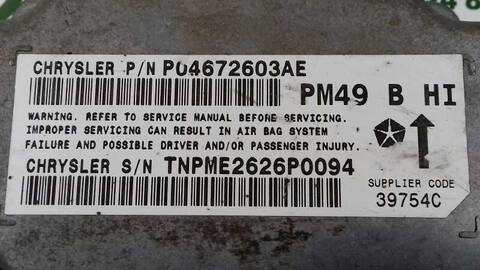 CHRYSLER P/N P04672603AE
PM49 B HI
WARNING. REFER TO SERVICE MANUAL BEFORE SERVICING.
IMPROPER SERVICING CAN RESULT IN AIR BAG SYSTEM
FAILURE AND POSSIBLE DRIVER AND/OR PASSENGER INJURY.
CHRYSLER S/N TNPME2626P0094
SUPPLIER CODE
39754C